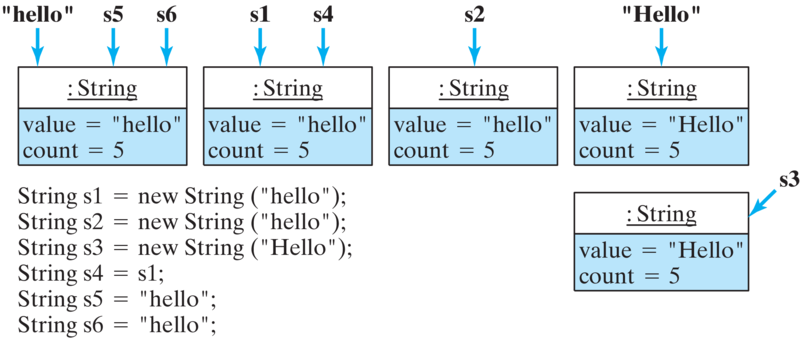 "hello" s5 s6 s1 s4 s2 "Hello"
: String : String : String : String
value = "hello" value = "hello" value = "hello" value = "Hello"
count = 5 count = 5 count = 5 count = 5
s3
: String
value = "Hello"
count = 5
String s1 = new String ("hello");
String s2 = new String ("hello");
String s3 = new String ("Hello");
String s4 = s1;
String s5 = "hello";
String s6 = "hello";